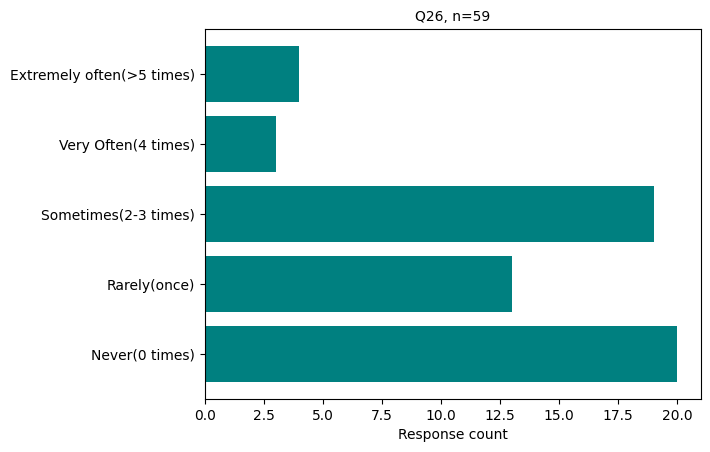 Q26, n=59
Extremely often(>5 times)
Very Often(4 times)
Sometimes(2-3 times)
Rarely(once)
Never(0 times)
0.0 2.5 5.0 7.5 10.0 12.5 15.0 17.5 20.0
Response count